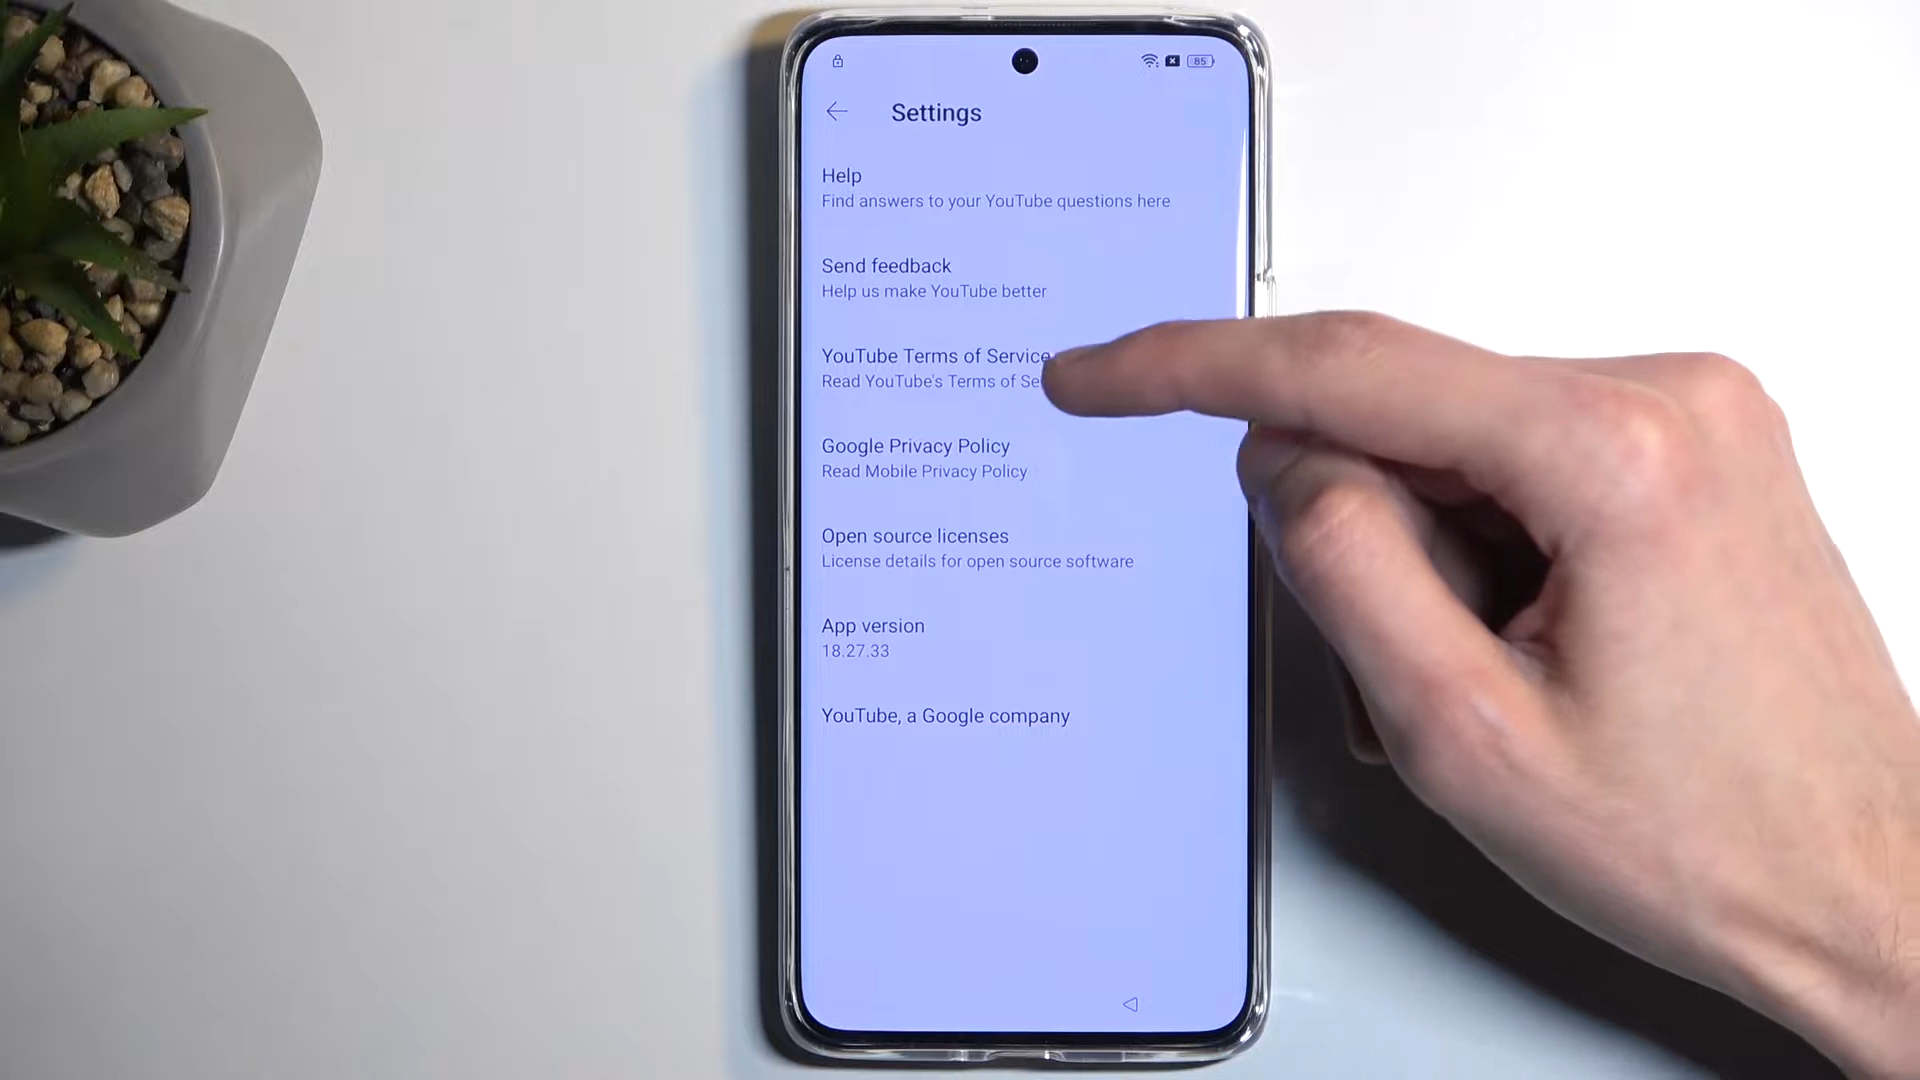 85
Settings
Help
Find answers to your YouTube questions here
Send feedback
Help us make YouTube better
YouTube Terms of Service
Read YouTube's Terms of
Google Privacy Policy
Read Mobile Privacy Policy
Open source licenses
License details for open source software
App version
18.27.33
YouTube, a Google company